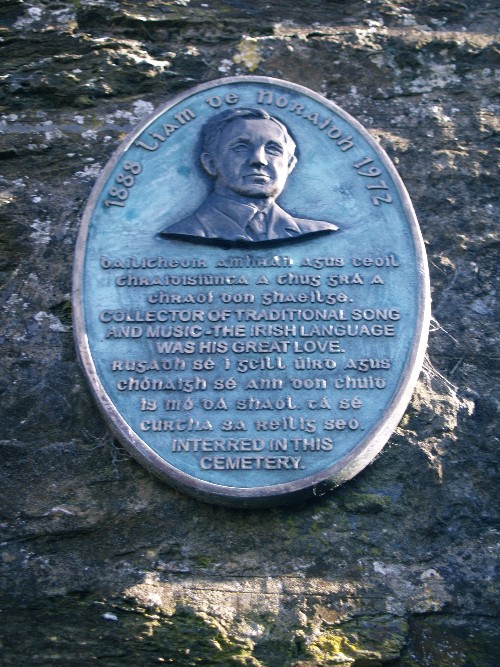 1888 Liam de Noraidh 1972
bailitheoir amhrán agus ceoil
thraidisiúnta a thug grá a
chroí don ghaeilge.
COLLECTOR OF TRADITIONAL SONG
AND MUSIC-THE IRISH LANGUAGE
WAS HIS GREAT LOVE.
Rugadh sé i gcill úird agus
chónaigh sé ann don chuid
is mó dá shaol. tá sé
curtha sa reilig seo.
INTERRED IN THIS
CEMETERY.